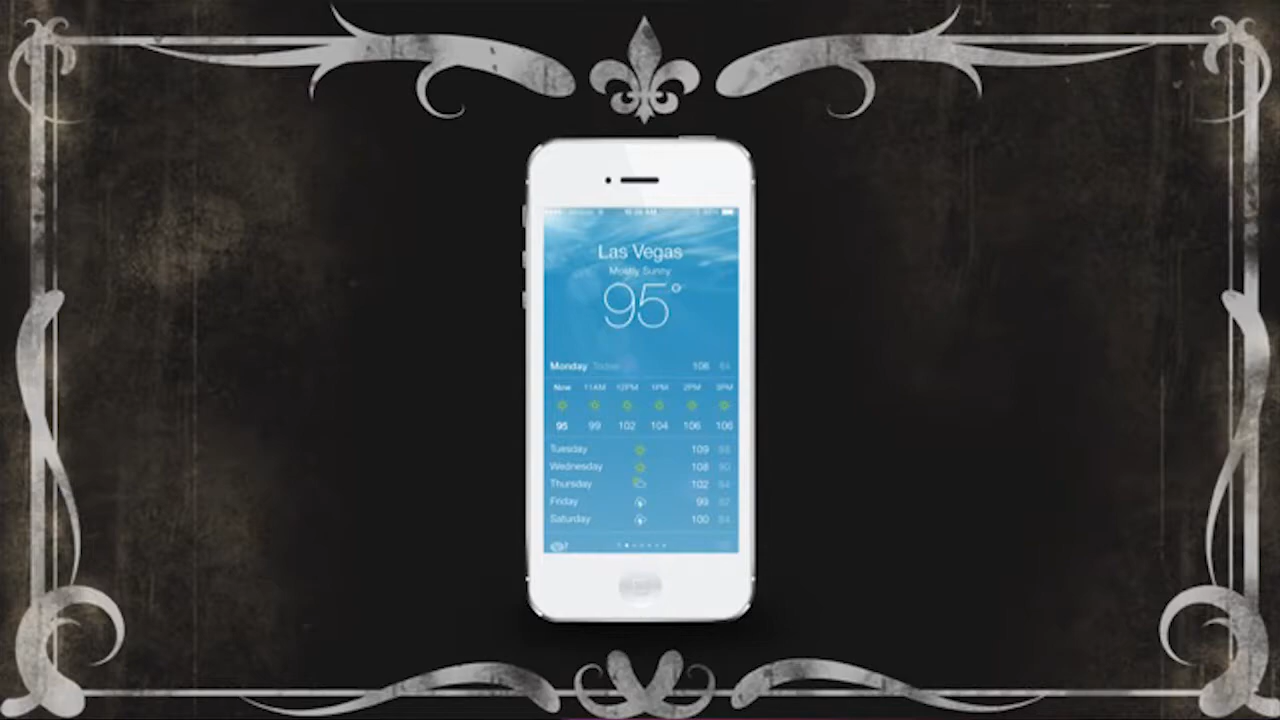 Las Vegas
Mostly Sunny
95°
Monday Today 106
Now 11AM 12PM 1PM 2PM 3PM
95 99 102 104 106 106
Tuesday 109
Wednesday 108
Thursday 102
Friday 99
Saturday 100